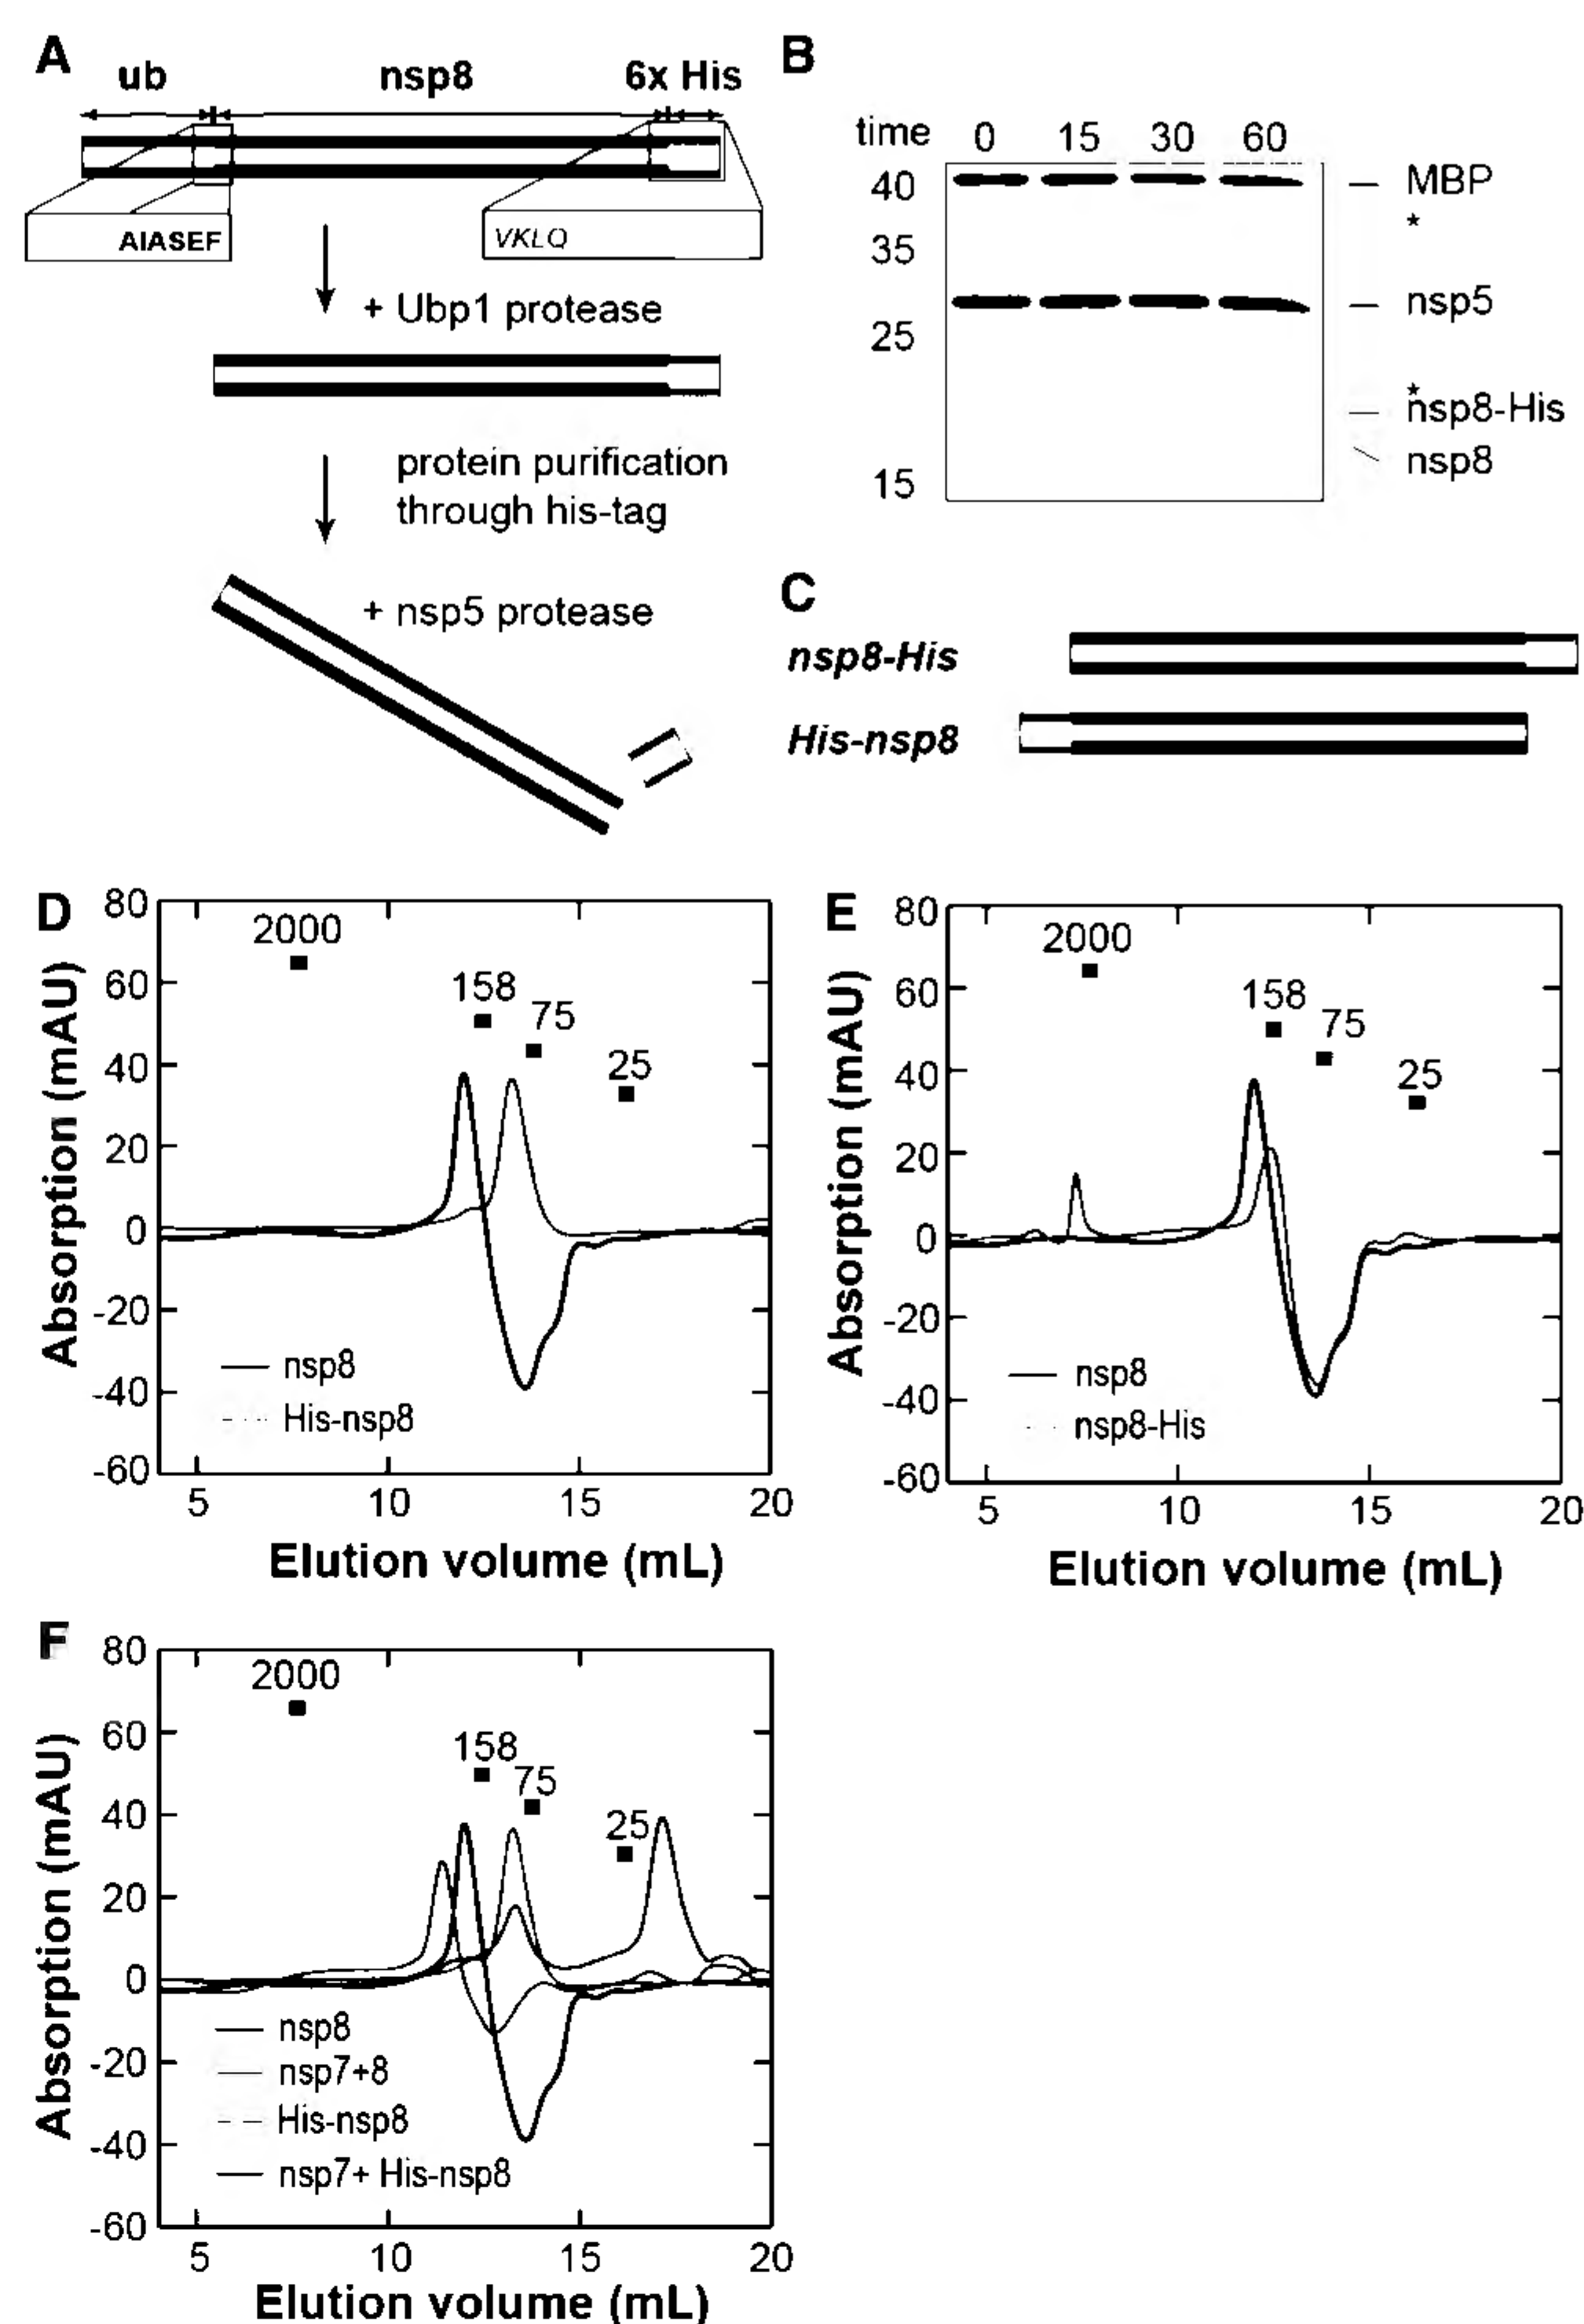 A
ub nsp8 6x His
AIASEF
VKLQ
+ Ubp1 protease
protein purification
through his-tag
+ nsp5 protease
B
time 0 15 30 60
40
35
25
15
MBP
*
nsp5
*
nsp8-His
nsp8
C
nsp8-His
His-nsp8
D
Absorption (mAU)
80
60
40
20
0
-20
-40
-60
2000
158
75
25
nsp8
His-nsp8
5 10 15 20
Elution volume (mL)
E
Absorption (mAU)
80
60
40
20
0
-20
-40
-60
2000
158
75
25
nsp8
nsp8-His
5 10 15 20
Elution volume (mL)
F
Absorption (mAU)
80
60
40
20
0
-20
-40
-60
2000
158
75
25
nsp8
nsp7+8
His-nsp8
nsp7+ His-nsp8
5 10 15 20
Elution volume (mL)